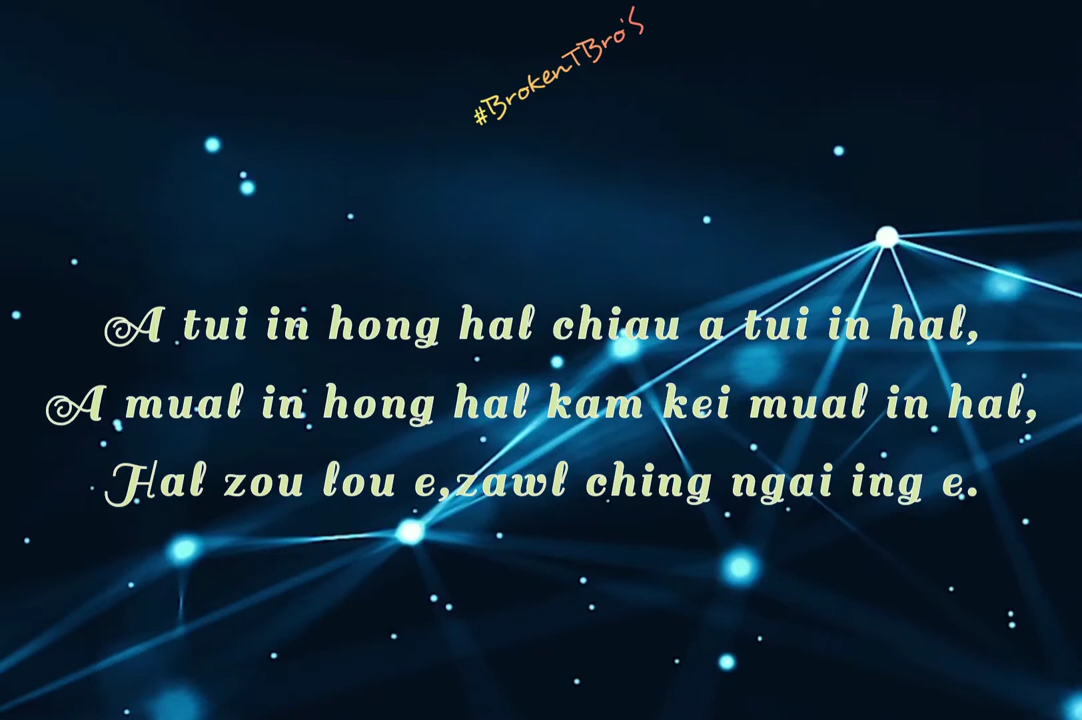 #BrokenTBro'S
A tui in hong hal chiau a tui in hal,
A mual in hong hal kam kei mual in hal,
Hal zou lou e,zawl ching ngai ing e.